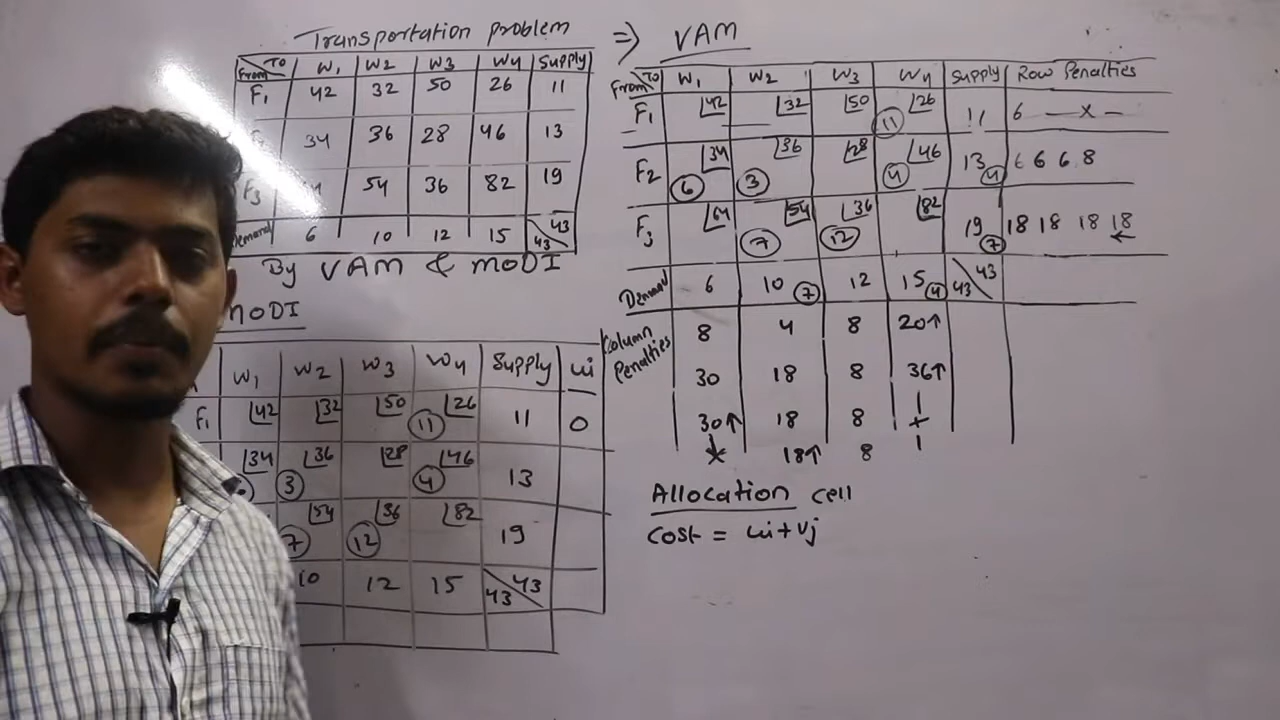 Transportation problem ⇒ VAM
From TO W1 W2 W3 W4 Supply
F1 42 32 50 26 11
34 36 28 46 13
F3 54 36 82 19
Demand 6 10 12 15 43 43
By VAM & MODI
From TO W1 W2 W3 W4 Supply Row Penalties
F1 42 32 50 26 11 11 6 — x —
F2 34 6 36 3 28 46 4 13 4 6 6 6 8
F3 64 54 7 36 12 82 19 7 18 18 18 18 ←
Demand 6 10 7 12 15 4 43 43
Column Penalties
8 4 8 20↑
30 18 8 36↑
30↑ 18 8
18↑ 8
Allocation cell
Cost = ui+vj
MODI
W1 W2 W3 W4 Supply ui
F1 42 32 50 26 11 11 0
34 36 3 28 46 4 13
54 7 36 12 82 19
10 12 15 43 43